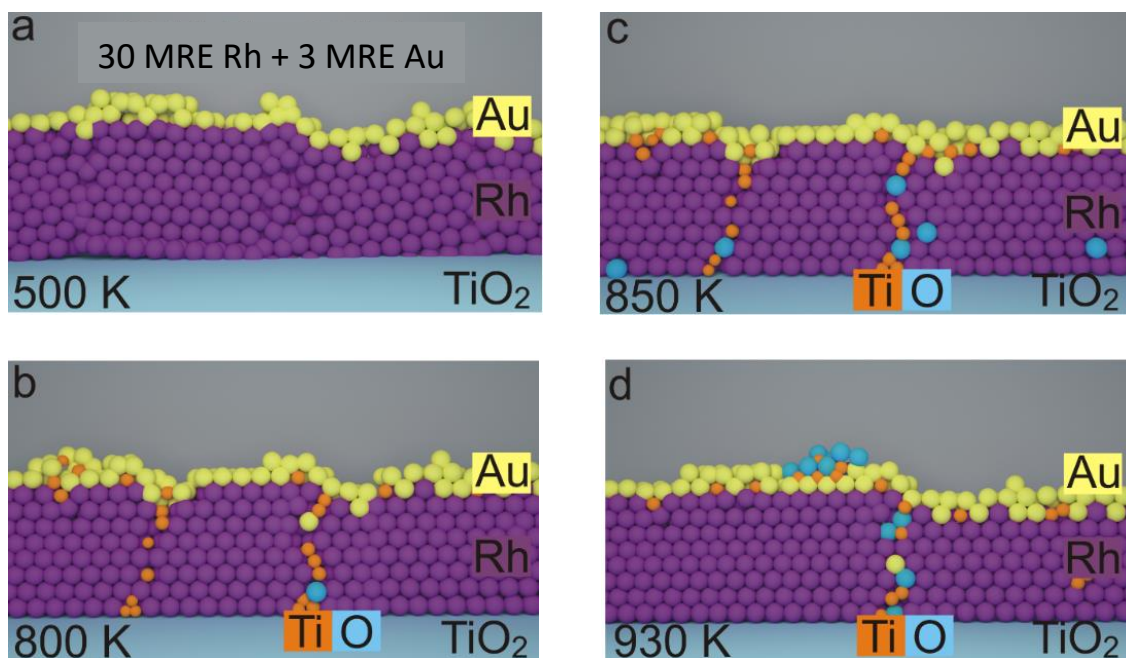 a
30 MRE Rh + 3 MRE Au
Au
Rh
500 K
TiO₂
b
Au
Rh
800 K
Ti O
TiO₂
c
Au
Rh
850 K
Ti O
TiO₂
d
Au
Rh
930 K
Ti O
TiO₂